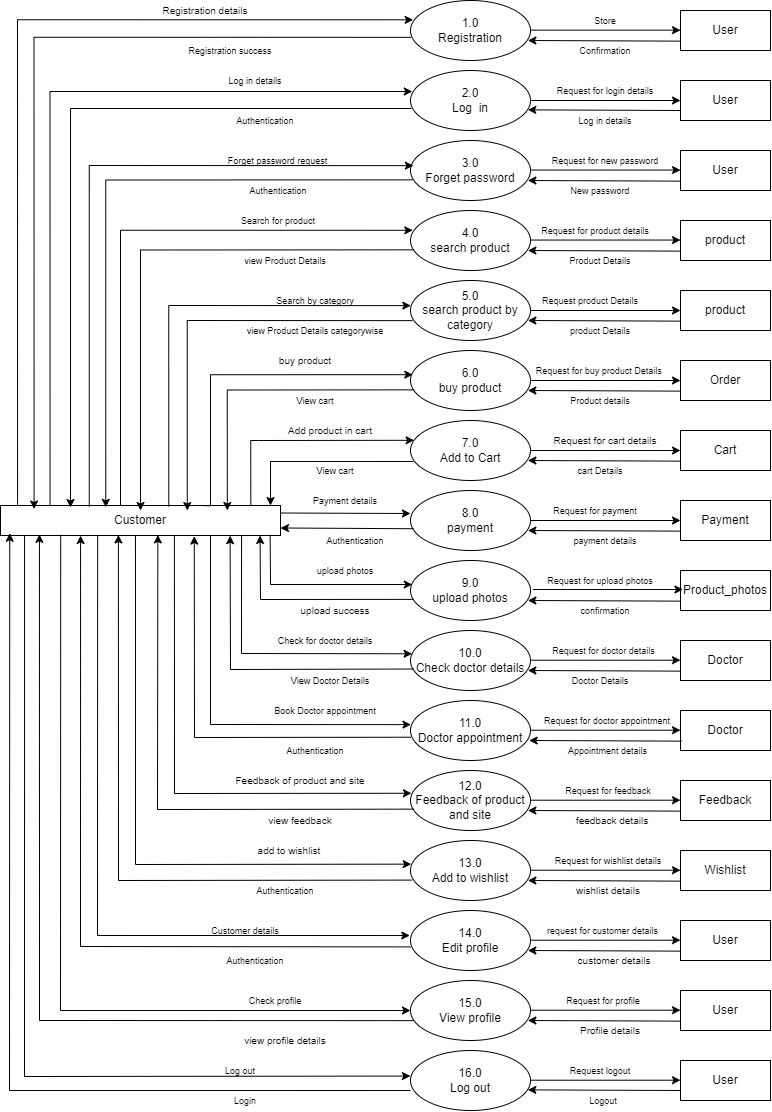 Registration details
1.0
Registration
Store
User
Registration success
Confirmation
Log in details
2.0
Log in
Request for login details
User
Authentication
Log in details
Forget password request
3.0
Forget password
Request for new password
User
Authentication
New password
Search for product
4.0
search product
Request for product details
product
view Product Details
Product Details
Search by category
5.0
search product by
category
Request product Details
product
view Product Details categorywise
product Details
buy product
6.0
buy product
Request for buy product Details
Order
View cart
Product details
Add product in cart
7.0
Add to Cart
Request for cart details
Cart
View cart
cart Details
Customer
Payment details
8.0
payment
Request for payment
Payment
Authentication
payment details
upload photos
9.0
upload photos
Request for upload photos
Product_photos
upload success
confirmation
Check for doctor details
10.0
Check doctor details
Request for doctor details
Doctor
View Doctor Details
Doctor Details
Book Doctor appointment
11.0
Doctor appointment
Request for doctor appointment
Doctor
Authentication
Appointment details
Feedback of product and site
12.0
Feedback of product
and site
Request for feedback
Feedback
view feedback
feedback details
add to wishlist
13.0
Add to wishlist
Request for wishlist details
Wishlist
Authentication
wishlist details
Customer details
14.0
Edit profile
request for customer details
User
Authentication
customer details
Check profile
15.0
View profile
Request for profile
User
view profile details
Profile details
Log out
16.0
Log out
Request logout
User
Login
Logout